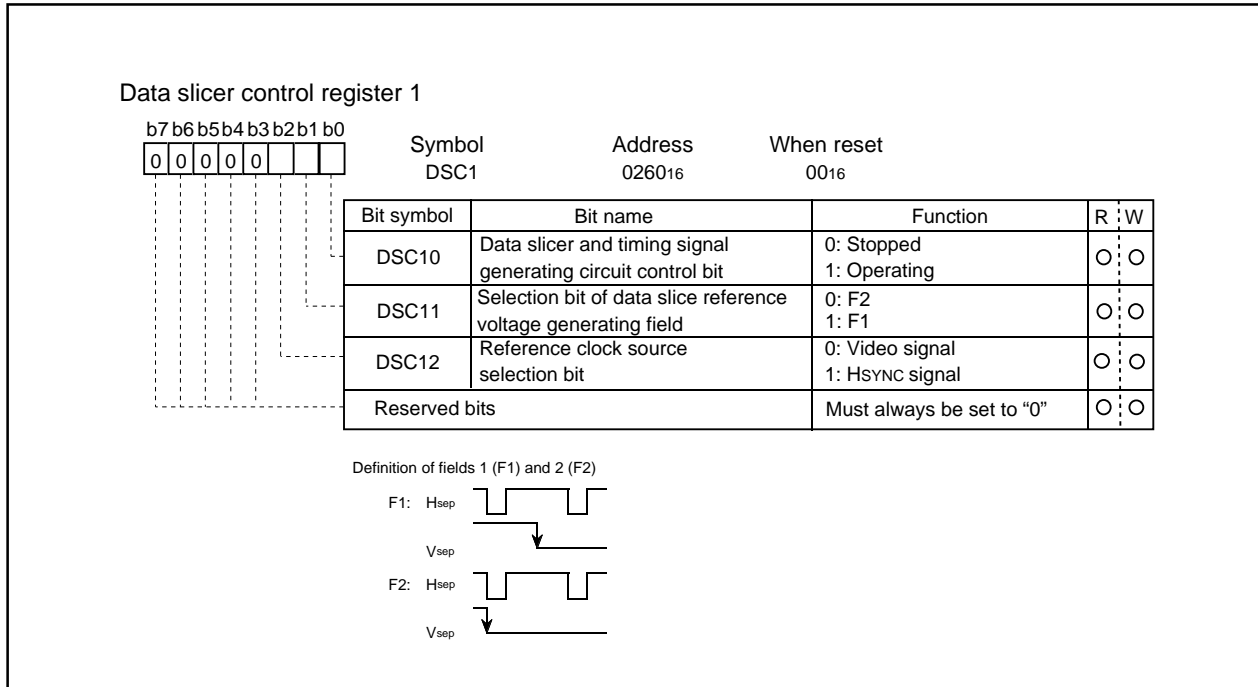 Data slicer control register 1
b7 b6 b5 b4 b3 b2 b1 b0
0 0 0 0 0
Symbol Address When reset
DSC1 026016 0016
Bit symbol Bit name Function R W
DSC10 Data slicer and timing signal generating circuit control bit 0: Stopped 1: Operating O O
DSC11 Selection bit of data slice reference voltage generating field 0: F2 1: F1 O O
DSC12 Reference clock source selection bit 0: Video signal 1: HSYNC signal O O
Reserved bits Must always be set to “0” O O
Definition of fields 1 (F1) and 2 (F2)
F1: Hsep
Vsep
F2: Hsep
Vsep